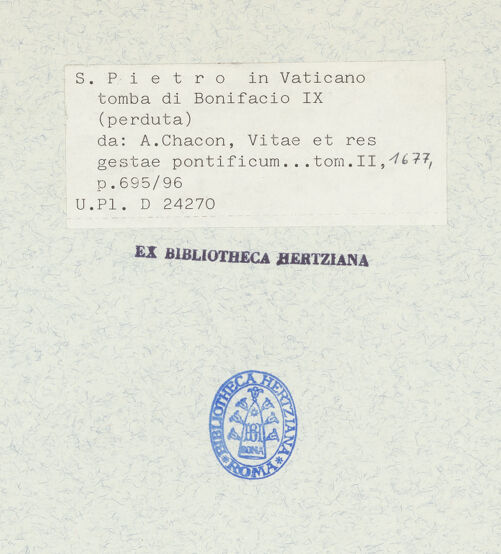 S. P i e t r o in Vaticano
tomba di Bonifacio IX
(perduta)
da: A.Chacon, Vitae et res
gestae pontificum...tom.II, 1677,
p.695/96
U.Pl. D 24270
EX BIBLIOTHECA HERTZIANA
BIBLIOTHECA HERTZIANA
ROMA